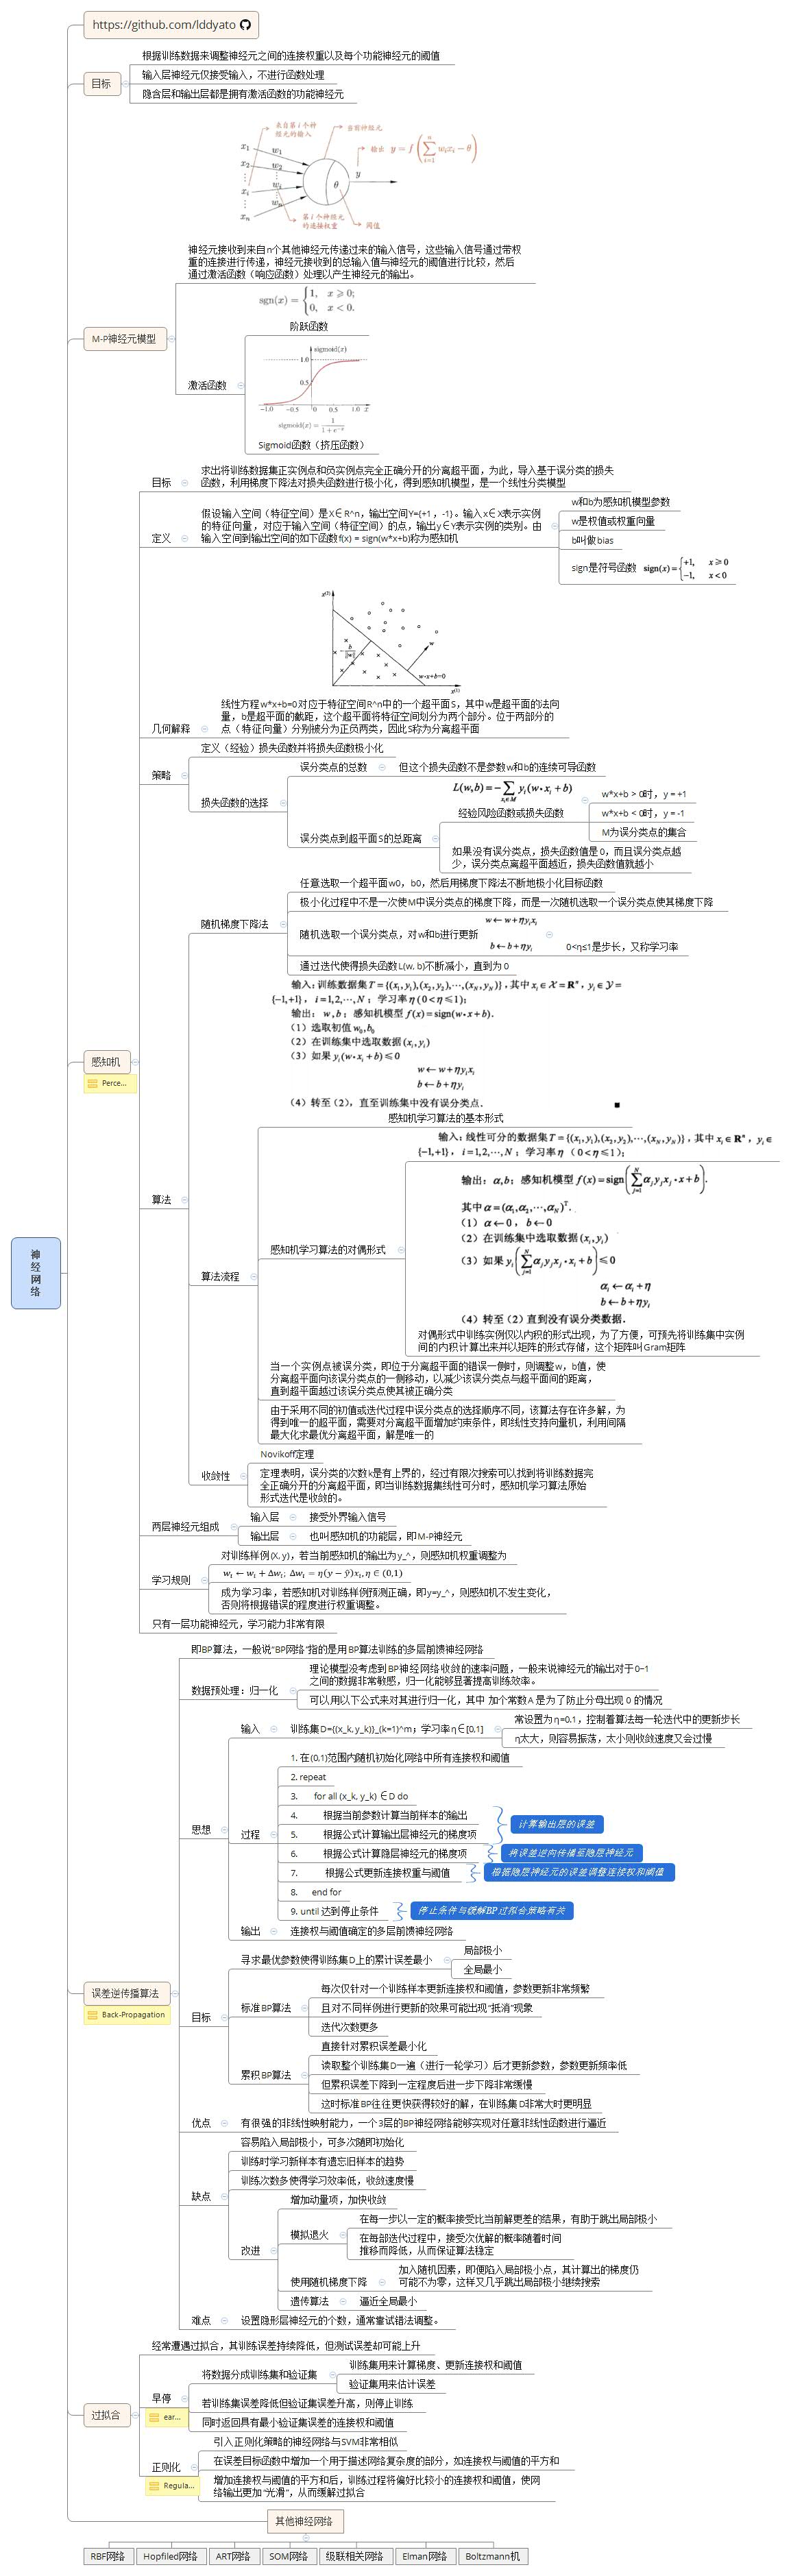 https://github.com/lddyato
目标
根据训练数据来调整神经元之间的连接权重以及每个功能神经元的阈值
输入层神经元仅接受输入，不进行函数处理
隐含层和输出层都是拥有激活函数的功能神经元
M-P神经元模型
来自第 i 个神
经元的输入
当前神经元
输出 y = f(∑_{i=1}^{n} w_i x_i − θ)
x₁ w₁
x₂ w₂
⋮ ⋮
x_i w_i
⋮ ⋮
x_n w_n
θ
y
第 i 个神经元
的连接权重
阈值
神经元接收到来自n个其他神经元传递过来的输入信号，这些输入信号通过带权
重的连接进行传递，神经元接收到的总输入值与神经元的阈值进行比较，然后
通过激活函数（响应函数）处理以产生神经元的输出。
激活函数
sgn(x) = { 1, x ⩾ 0;
0, x < 0.
阶跃函数
sigmoid(x)
1.0
0.5
−1.0 −0.5 0 0.5 1.0 x
sigmoid(x) = 1/(1 + e^{−x})
Sigmoid函数（挤压函数）
感知机
Perce...
目标
求出将训练数据集正实例点和负实例点完全正确分开的分离超平面，为此，导入基于误分类的损失
函数，利用梯度下降法对损失函数进行极小化，得到感知机模型，是一个线性分类模型
定义
假设输入空间（特征空间）是X∈R^n，输出空间Y={+1，-1}。输入x∈X表示实例
的特征向量，对应于输入空间（特征空间）的点，输出y∈Y表示实例的类别。由
输入空间到输出空间的如下函数f(x) = sign(w*x+b)称为感知机
w和b为感知机模型参数
w是权值或权重向量
b叫做bias
sign是符号函数 sign(x) = { +1, x ⩾ 0
−1, x < 0
几何解释
x⁽²⁾
−b/‖w‖
w
w·x+b=0
x⁽¹⁾
线性方程w*x+b=0对应于特征空间R^n中的一个超平面S，其中w是超平面的法向
量，b是超平面的截距，这个超平面将特征空间划分为两个部分。位于两部分的
点（特征向量）分别被分为正负两类，因此S称为分离超平面
策略
定义（经验）损失函数并将损失函数极小化
损失函数的选择
误分类点的总数
但这个损失函数不是参数w和b的连续可导函数
误分类点到超平面S的总距离
L(w,b) = −∑_{x_i∈M} y_i(w·x_i + b)
经验风险函数或损失函数
w*x+b > 0时，y = +1
w*x+b < 0时，y = -1
M为误分类点的集合
如果没有误分类点，损失函数值是0，而且误分类点越
少，误分类点离超平面越近，损失函数值就越小
算法
随机梯度下降法
任意选取一个超平面w0，b0，然后用梯度下降法不断地极小化目标函数
极小化过程中不是一次使M中误分类点的梯度下降，而是一次随机选取一个误分类点使其梯度下降
随机选取一个误分类点，对w和b进行更新
w ← w + ηy_i x_i
b ← b + ηy_i
0<η≤1是步长，又称学习率
通过迭代使得损失函数L(w, b)不断减小，直到为0
算法流程
输入：训练数据集 T = {(x₁,y₁),(x₂,y₂),⋯,(x_N,y_N)}，其中 x_i ∈ 𝒳 = Rⁿ，y_i ∈ 𝒴 =
{−1,+1}，i = 1,2,⋯,N；学习率 η (0 < η ⩽ 1)；
输出：w,b；感知机模型 f(x) = sign(w·x + b).
（1）选取初值 w₀,b₀
（2）在训练集中选取数据 (x_i, y_i)
（3）如果 y_i(w·x_i + b) ⩽ 0
w ← w + ηy_i x_i
b ← b + ηy_i
（4）转至（2），直至训练集中没有误分类点. ■
感知机学习算法的基本形式
感知机学习算法的对偶形式
输入：线性可分的数据集 T = {(x₁,y₁),(x₂,y₂),⋯,(x_N,y_N)}，其中 x_i ∈ Rⁿ，y_i ∈
{−1,+1}，i = 1,2,⋯,N；学习率 η（0 < η ⩽ 1）；
输出：α,b；感知机模型 f(x) = sign(∑_{j=1}^{N} α_j y_j x_j · x + b).
其中 α = (α₁,α₂,⋯,α_N)ᵀ.
（1）α ← 0，b ← 0
（2）在训练集中选取数据 (x_i, y_i)
（3）如果 y_i(∑_{j=1}^{N} α_j y_j x_j · x_i + b) ⩽ 0
α_i ← α_i + η
b ← b + ηy_i
（4）转至（2）直到没有误分类数据.
对偶形式中训练实例仅以内积的形式出现，为了方便，可预先将训练集中实例
间的内积计算出来并以矩阵的形式存储，这个矩阵叫Gram矩阵
当一个实例点被误分类，即位于分离超平面的错误一侧时，则调整w，b值，使
分离超平面向该误分类点的一侧移动，以减少该误分类点与超平面间的距离，
直到超平面越过该误分类点使其被正确分类
由于采用不同的初值或迭代过程中误分类点的选择顺序不同，该算法存在许多解，为
得到唯一的超平面，需要对分离超平面增加约束条件，即线性支持向量机，利用间隔
最大化求最优分离超平面，解是唯一的
收敛性
Novikoff定理
定理表明，误分类的次数k是有上界的，经过有限次搜索可以找到将训练数据完
全正确分开的分离超平面，即当训练数据集线性可分时，感知机学习算法原始
形式迭代是收敛的。
两层神经元组成
输入层
接受外界输入信号
输出层
也叫感知机的功能层，即M-P神经元
学习规则
对训练样例(X, y)，若当前感知机的输出为y_^，则感知机权重调整为
w_i ← w_i + Δw_i; Δw_i = η(y − ŷ)x_i, η ∈ (0,1)
成为学习率，若感知机对训练样例预测正确，即y=y_^，则感知机不发生变化，
否则将根据错误的程度进行权重调整。
只有一层功能神经元，学习能力非常有限
神经网络
误差逆传播算法
Back-Propagation
即BP算法，一般说“BP网络”指的是用BP算法训练的多层前馈神经网络
数据预处理：归一化
理论模型没考虑到BP神经网络收敛的速率问题，一般来说神经元的输出对于0~1
之间的数据非常敏感，归一化能够显著提高训练效率。
可以用以下公式来对其进行归一化，其中 加个常数A 是为了防止分母出现 0 的情况
思想
输入
训练集D={(x_k, y_k)}_(k=1)^m；学习率η∈[0,1]
常设置为η=0.1，控制着算法每一轮迭代中的更新步长
η太大，则容易振荡，太小则收敛速度又会过慢
过程
1. 在(0,1)范围内随机初始化网络中所有连接权和阈值
2. repeat
3. for all (x_k, y_k) ∈D do
4. 根据当前参数计算当前样本的输出
5. 根据公式计算输出层神经元的梯度项
计算输出层的误差
6. 根据公式计算隐层神经元的梯度项
将误差逆向传播至隐层神经元
7. 根据公式更新连接权重与阈值
根据隐层神经元的误差调整连接权和阈值
8. end for
9. until 达到停止条件
停止条件与缓解BP过拟合策略有关
输出
连接权与阈值确定的多层前馈神经网络
目标
寻求最优参数使得训练集D上的累计误差最小
局部极小
全局最小
标准BP算法
每次仅针对一个训练样本更新连接权和阈值，参数更新非常频繁
且对不同样例进行更新的效果可能出现“抵消”现象
迭代次数更多
累积BP算法
直接针对累积误差最小化
读取整个训练集D一遍（进行一轮学习）后才更新参数，参数更新频率低
但累积误差下降到一定程度后进一步下降非常缓慢
这时标准BP往往更快获得较好的解，在训练集D非常大时更明显
优点
有很强的非线性映射能力，一个3层的BP神经网络能够实现对任意非线性函数进行逼近
缺点
容易陷入局部极小，可多次随即初始化
训练时学习新样本有遗忘旧样本的趋势
训练次数多使得学习效率低，收敛速度慢
改进
增加动量项，加快收敛
模拟退火
在每一步以一定的概率接受比当前解更差的结果，有助于跳出局部极小
在每部迭代过程中，接受次优解的概率随着时间
推移而降低，从而保证算法稳定
使用随机梯度下降
加入随机因素，即便陷入局部极小点，其计算出的梯度仍
可能不为零，这样又几乎跳出局部极小继续搜索
遗传算法
逼近全局最小
难点
设置隐形层神经元的个数，通常靠试错法调整。
过拟合
经常遭遇过拟合，其训练误差持续降低，但测试误差却可能上升
早停
ear...
将数据分成训练集和验证集
训练集用来计算梯度、更新连接权和阈值
验证集用来估计误差
若训练集误差降低但验证集误差升高，则停止训练
同时返回具有最小验证集误差的连接权和阈值
正则化
Regula...
引入正则化策略的神经网络与SVM非常相似
在误差目标函数中增加一个用于描述网络复杂度的部分，如连接权与阈值的平方和
增加连接权与阈值的平方和后，训练过程将偏好比较小的连接权和阈值，使网
络输出更加“光滑”，从而缓解过拟合
其他神经网络
RBF网络
Hopfiled网络
ART网络
SOM网络
级联相关网络
Elman网络
Boltzmann机